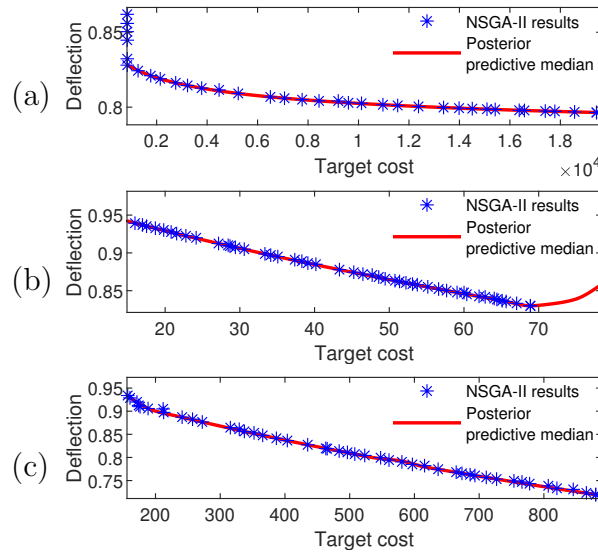 (a)
Deflection
0.85
0.8
NSGA-II results
Posterior
predictive median
0.2 0.4 0.6 0.8 1 1.2 1.4 1.6 1.8
Target cost
×10⁴
(b)
Deflection
0.95
0.9
0.85
NSGA-II results
Posterior
predictive median
20 30 40 50 60 70
Target cost
(c)
Deflection
0.95
0.9
0.85
0.8
0.75
NSGA-II results
Posterior
predictive median
200 300 400 500 600 700 800
Target cost